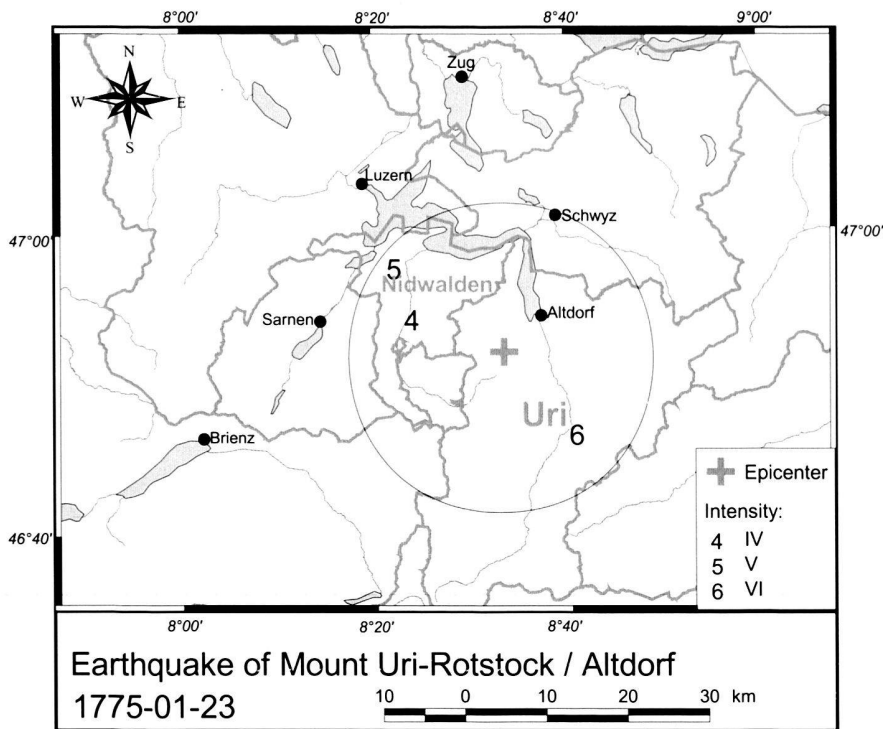 8°00' 8°20' 8°40' 9°00'
N
W E
S
Zug
Luzern
Schwyz
47°00' 47°00'
5
Nidwalden
4
Sarnen
Altdorf
Uri
6
Brienz
Epicenter
Intensity:
4 IV
5 V
6 VI
46°40'
8°00' 8°20' 8°40'
Earthquake of Mount Uri-Rotstock / Altdorf
1775-01-23
10 0 10 20 30 km